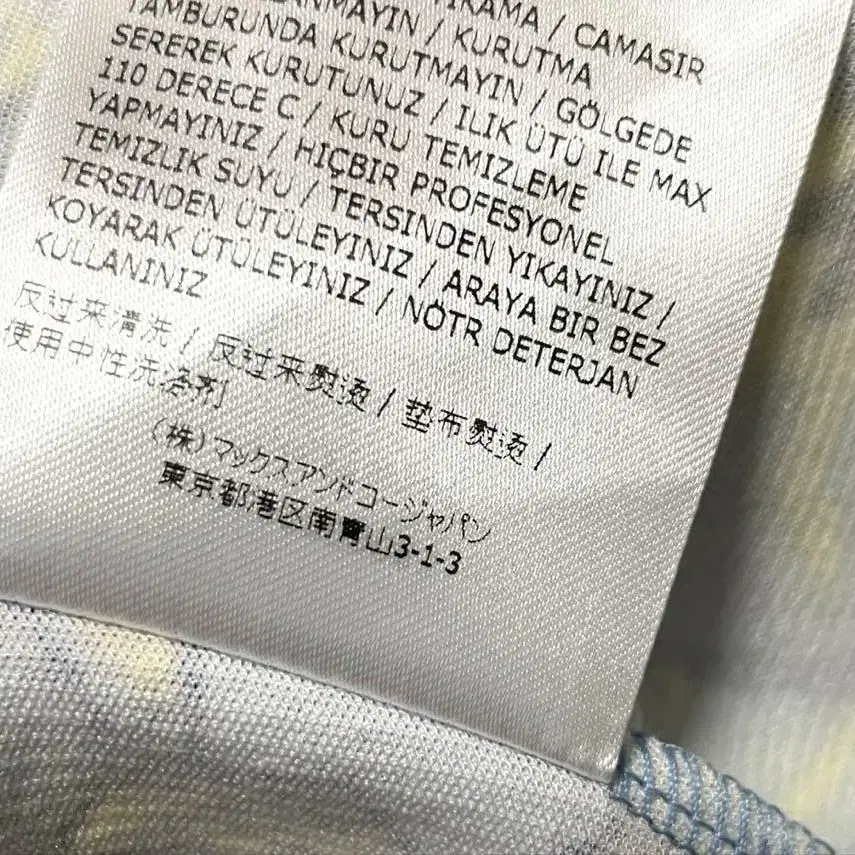 YIKAMA / CAMASIR
KURUTMA
TAMBURUNDA KURUTMAYIN / GÖLGEDE
SEREREK KURUTUNUZ / ILIK ÜTÜ ILE MAX
110 DERECE C / KURU TEMIZLEME
YAPMAYINIZ / HIÇBIR PROFESYONEL
TEMIZLIK SUYU / TERSINDEN YIKAYINIZ /
TERSINDEN ÜTÜLEYINIZ / ARAYA BIR BEZ
KOYARAK ÜTÜLEYINIZ / NÖTR DETERJAN
KULLANINIZ
反过来清洗 / 反过来熨烫 / 垫布熨烫 /
使用中性洗涤剂
(株)マックスアンドコージャパン
東京都港区南青山3-1-3